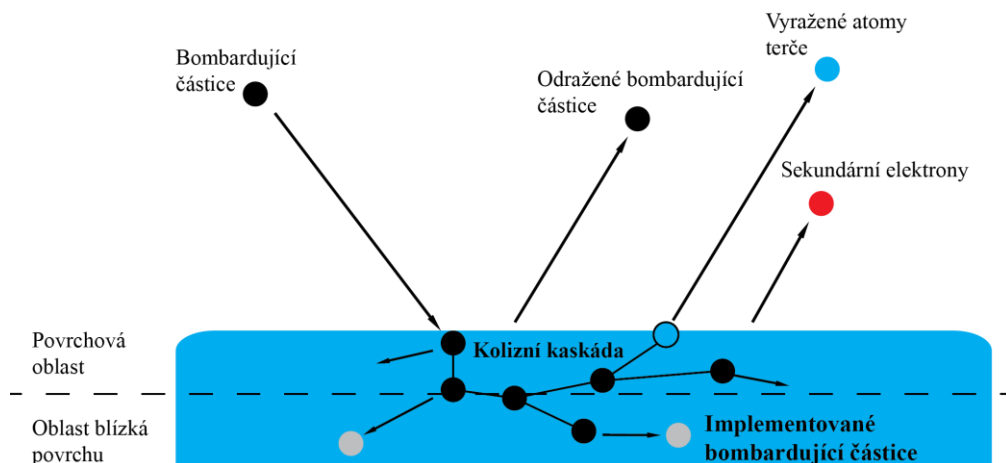 Vyražené atomy
terče
Bombardující
částice
Odražené bombardující
částice
Sekundární elektrony
Povrchová
oblast
Kolizní kaskáda
Oblast blízká
povrchu
Implementované
bombardující částice